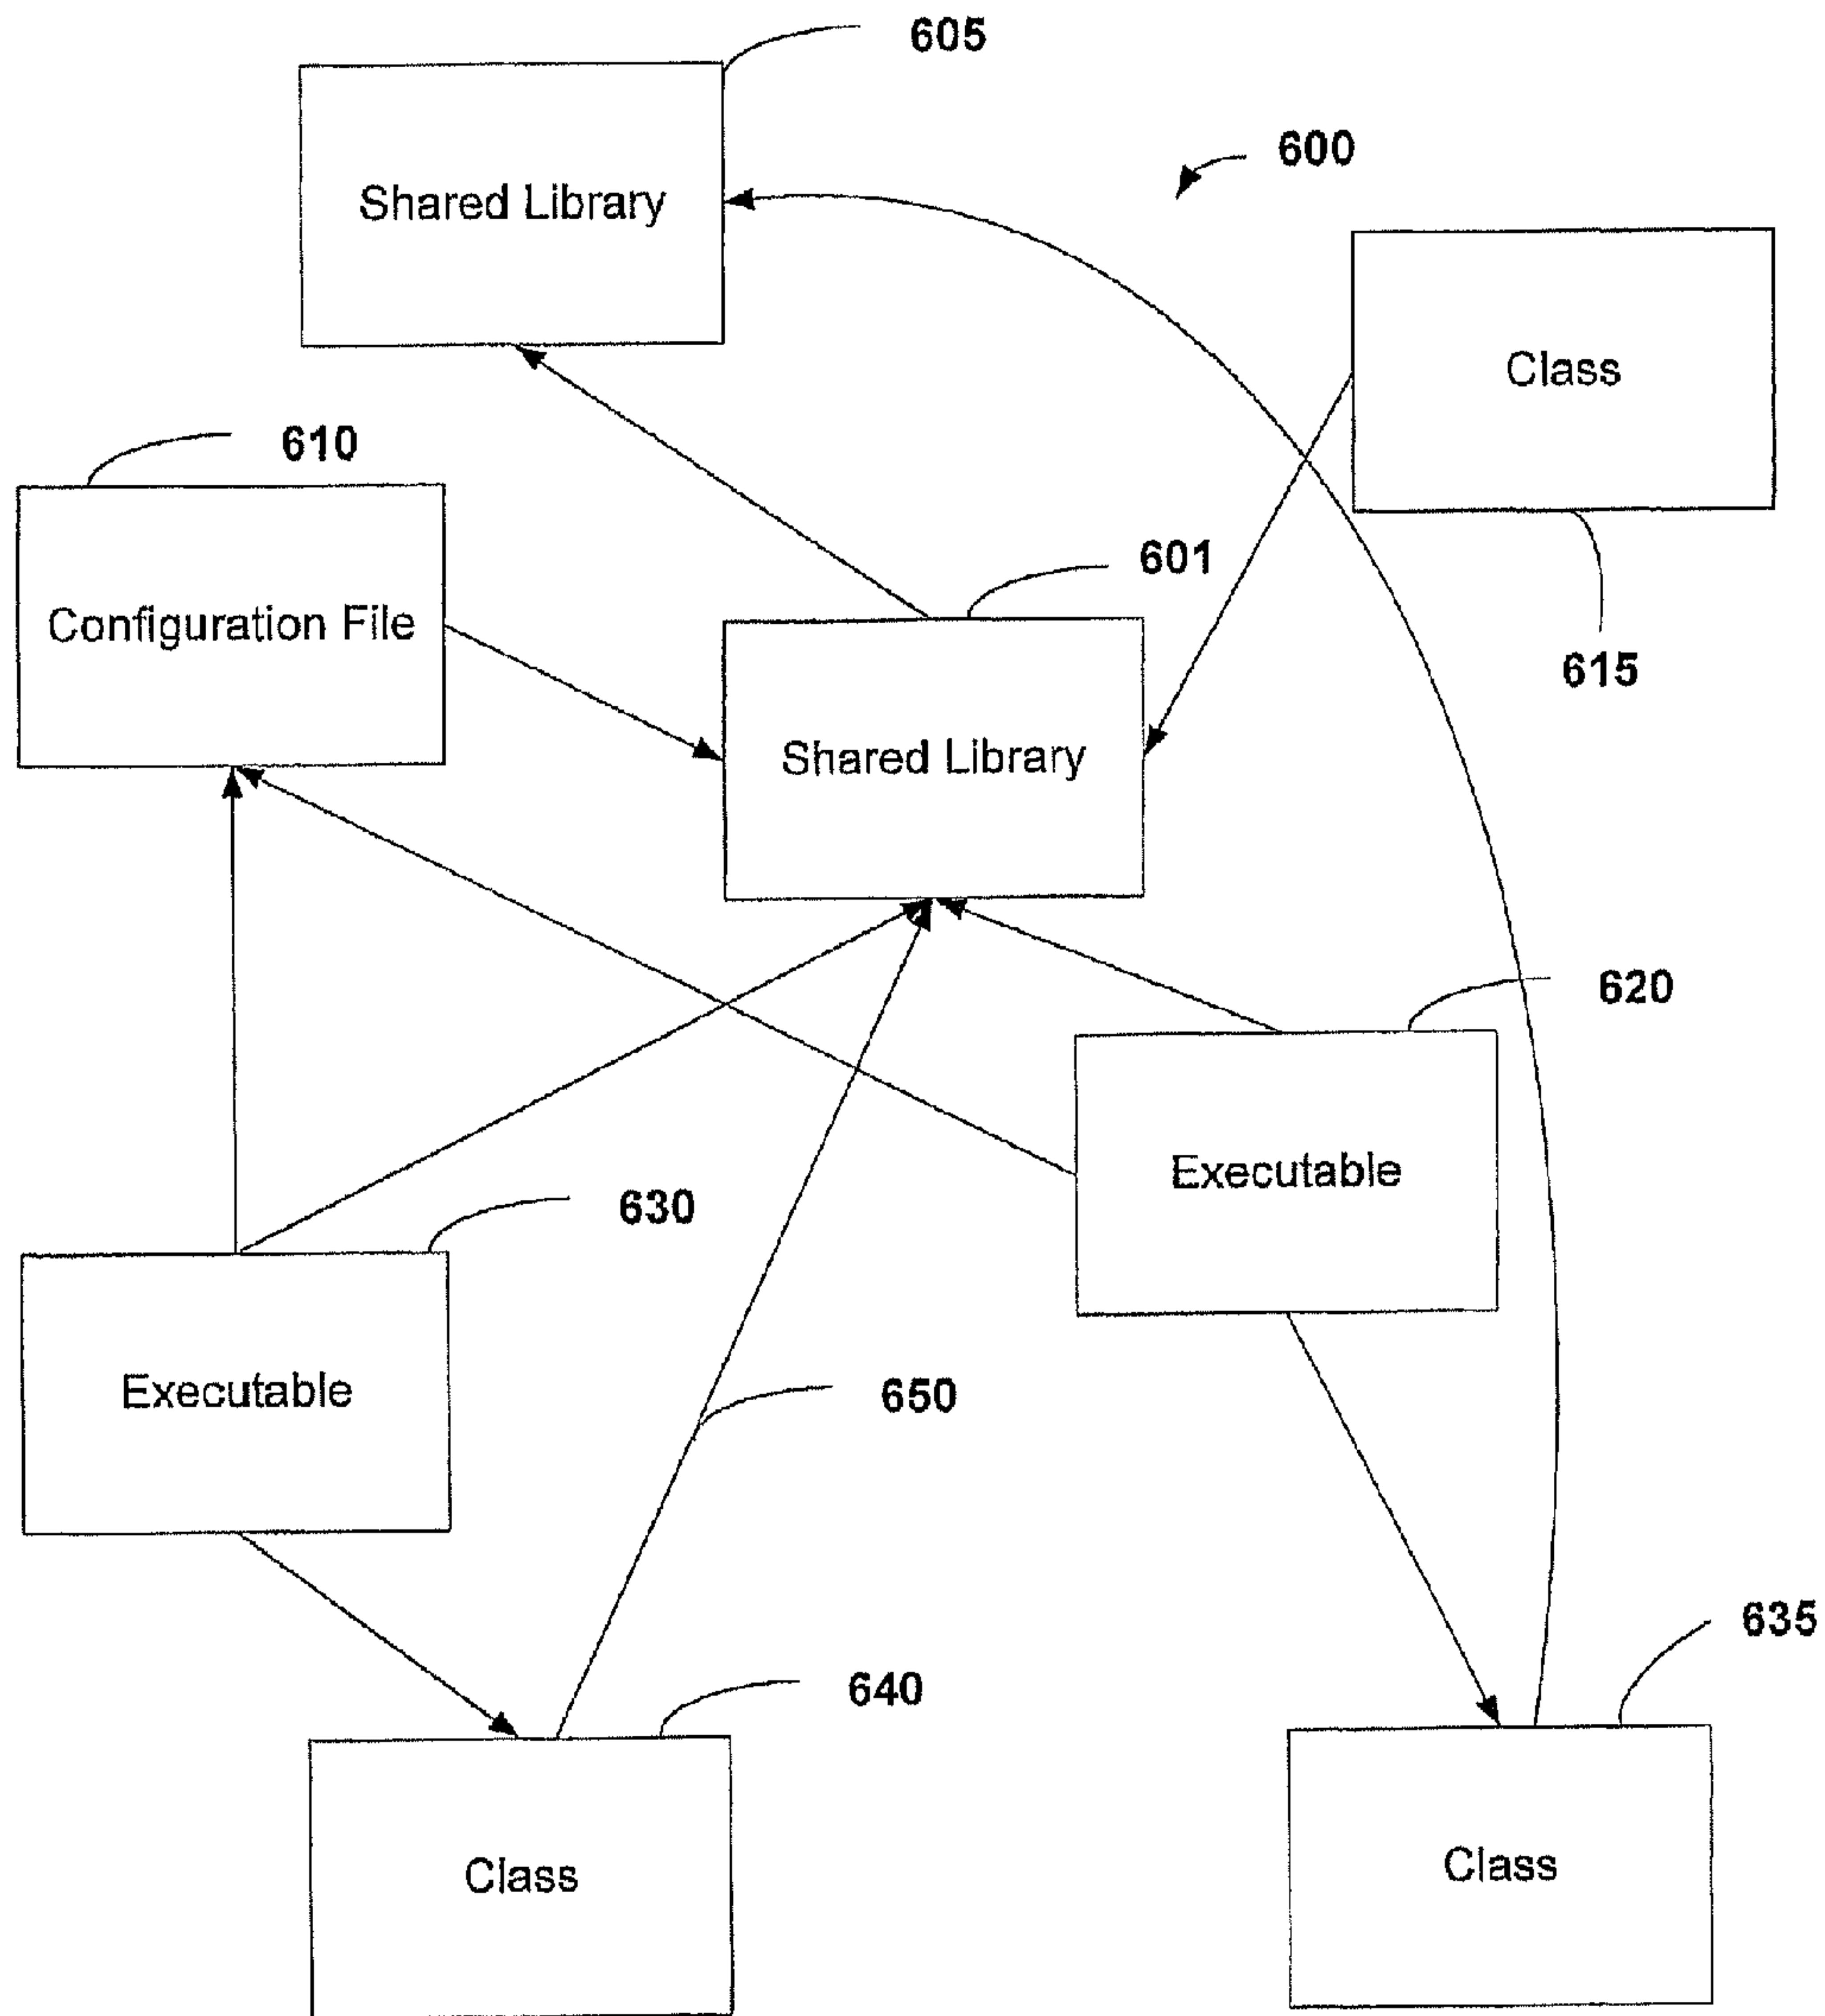 605
Shared Library
600
Class
610
Configuration File
601
615
Shared Library
620
Executable
630
Executable
650
635
640
Class
Class